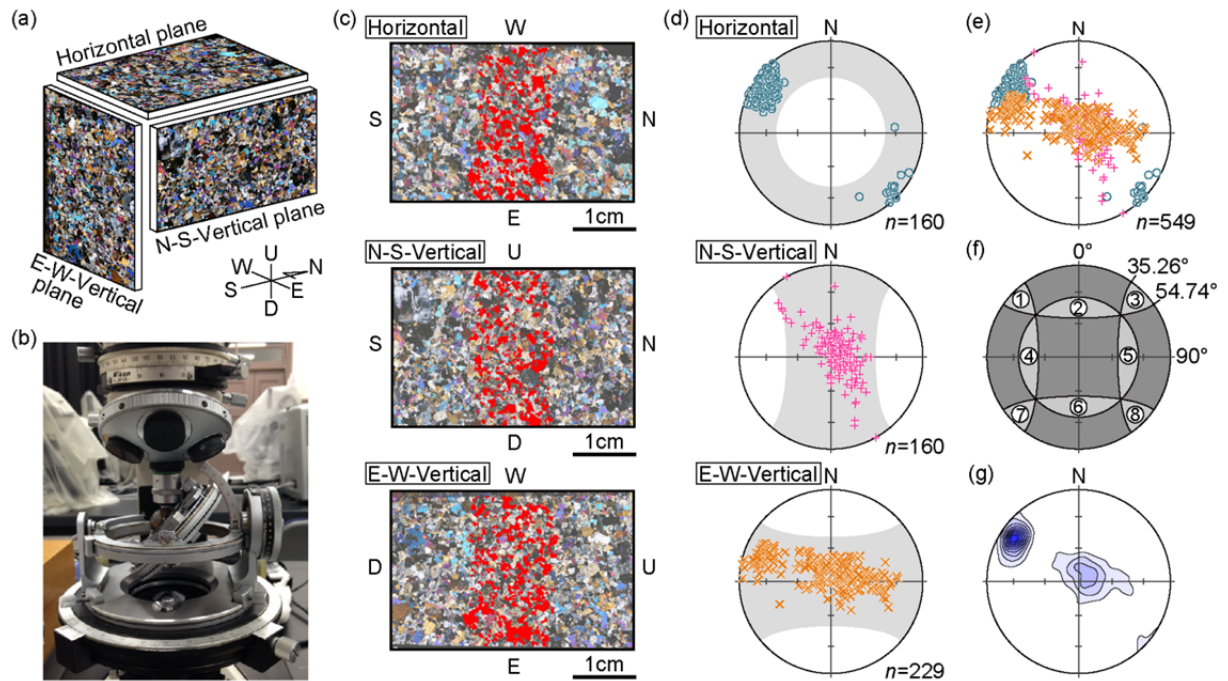 (a)
Horizontal plane
N-S-Vertical plane
E-W-Vertical
plane
U
W
N
S
E
D
(b)
(c)
Horizontal
W
S
N
E
1cm
N-S-Vertical
U
S
N
D
1cm
E-W-Vertical
W
D
U
E
1cm
(d)
Horizontal
N
n=160
N-S-Vertical
N
n=160
E-W-Vertical
N
n=229
(e)
N
n=549
(f)
0°
35.26°
54.74°
①
②
③
④
⑤
90°
⑦
⑥
⑧
(g)
N